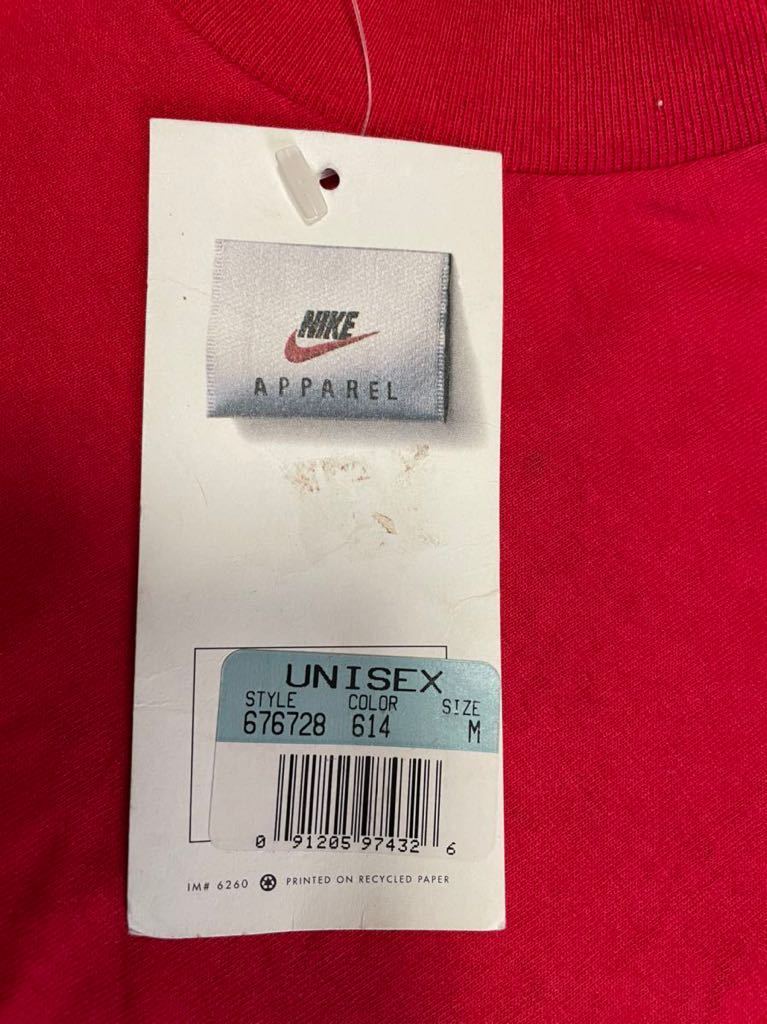 NIKE
APPAREL
UNISEX
STYLE COLOR SIZE
676728 614 M
0 91205 97432 6
IM# 6260 PRINTED ON RECYCLED PAPER